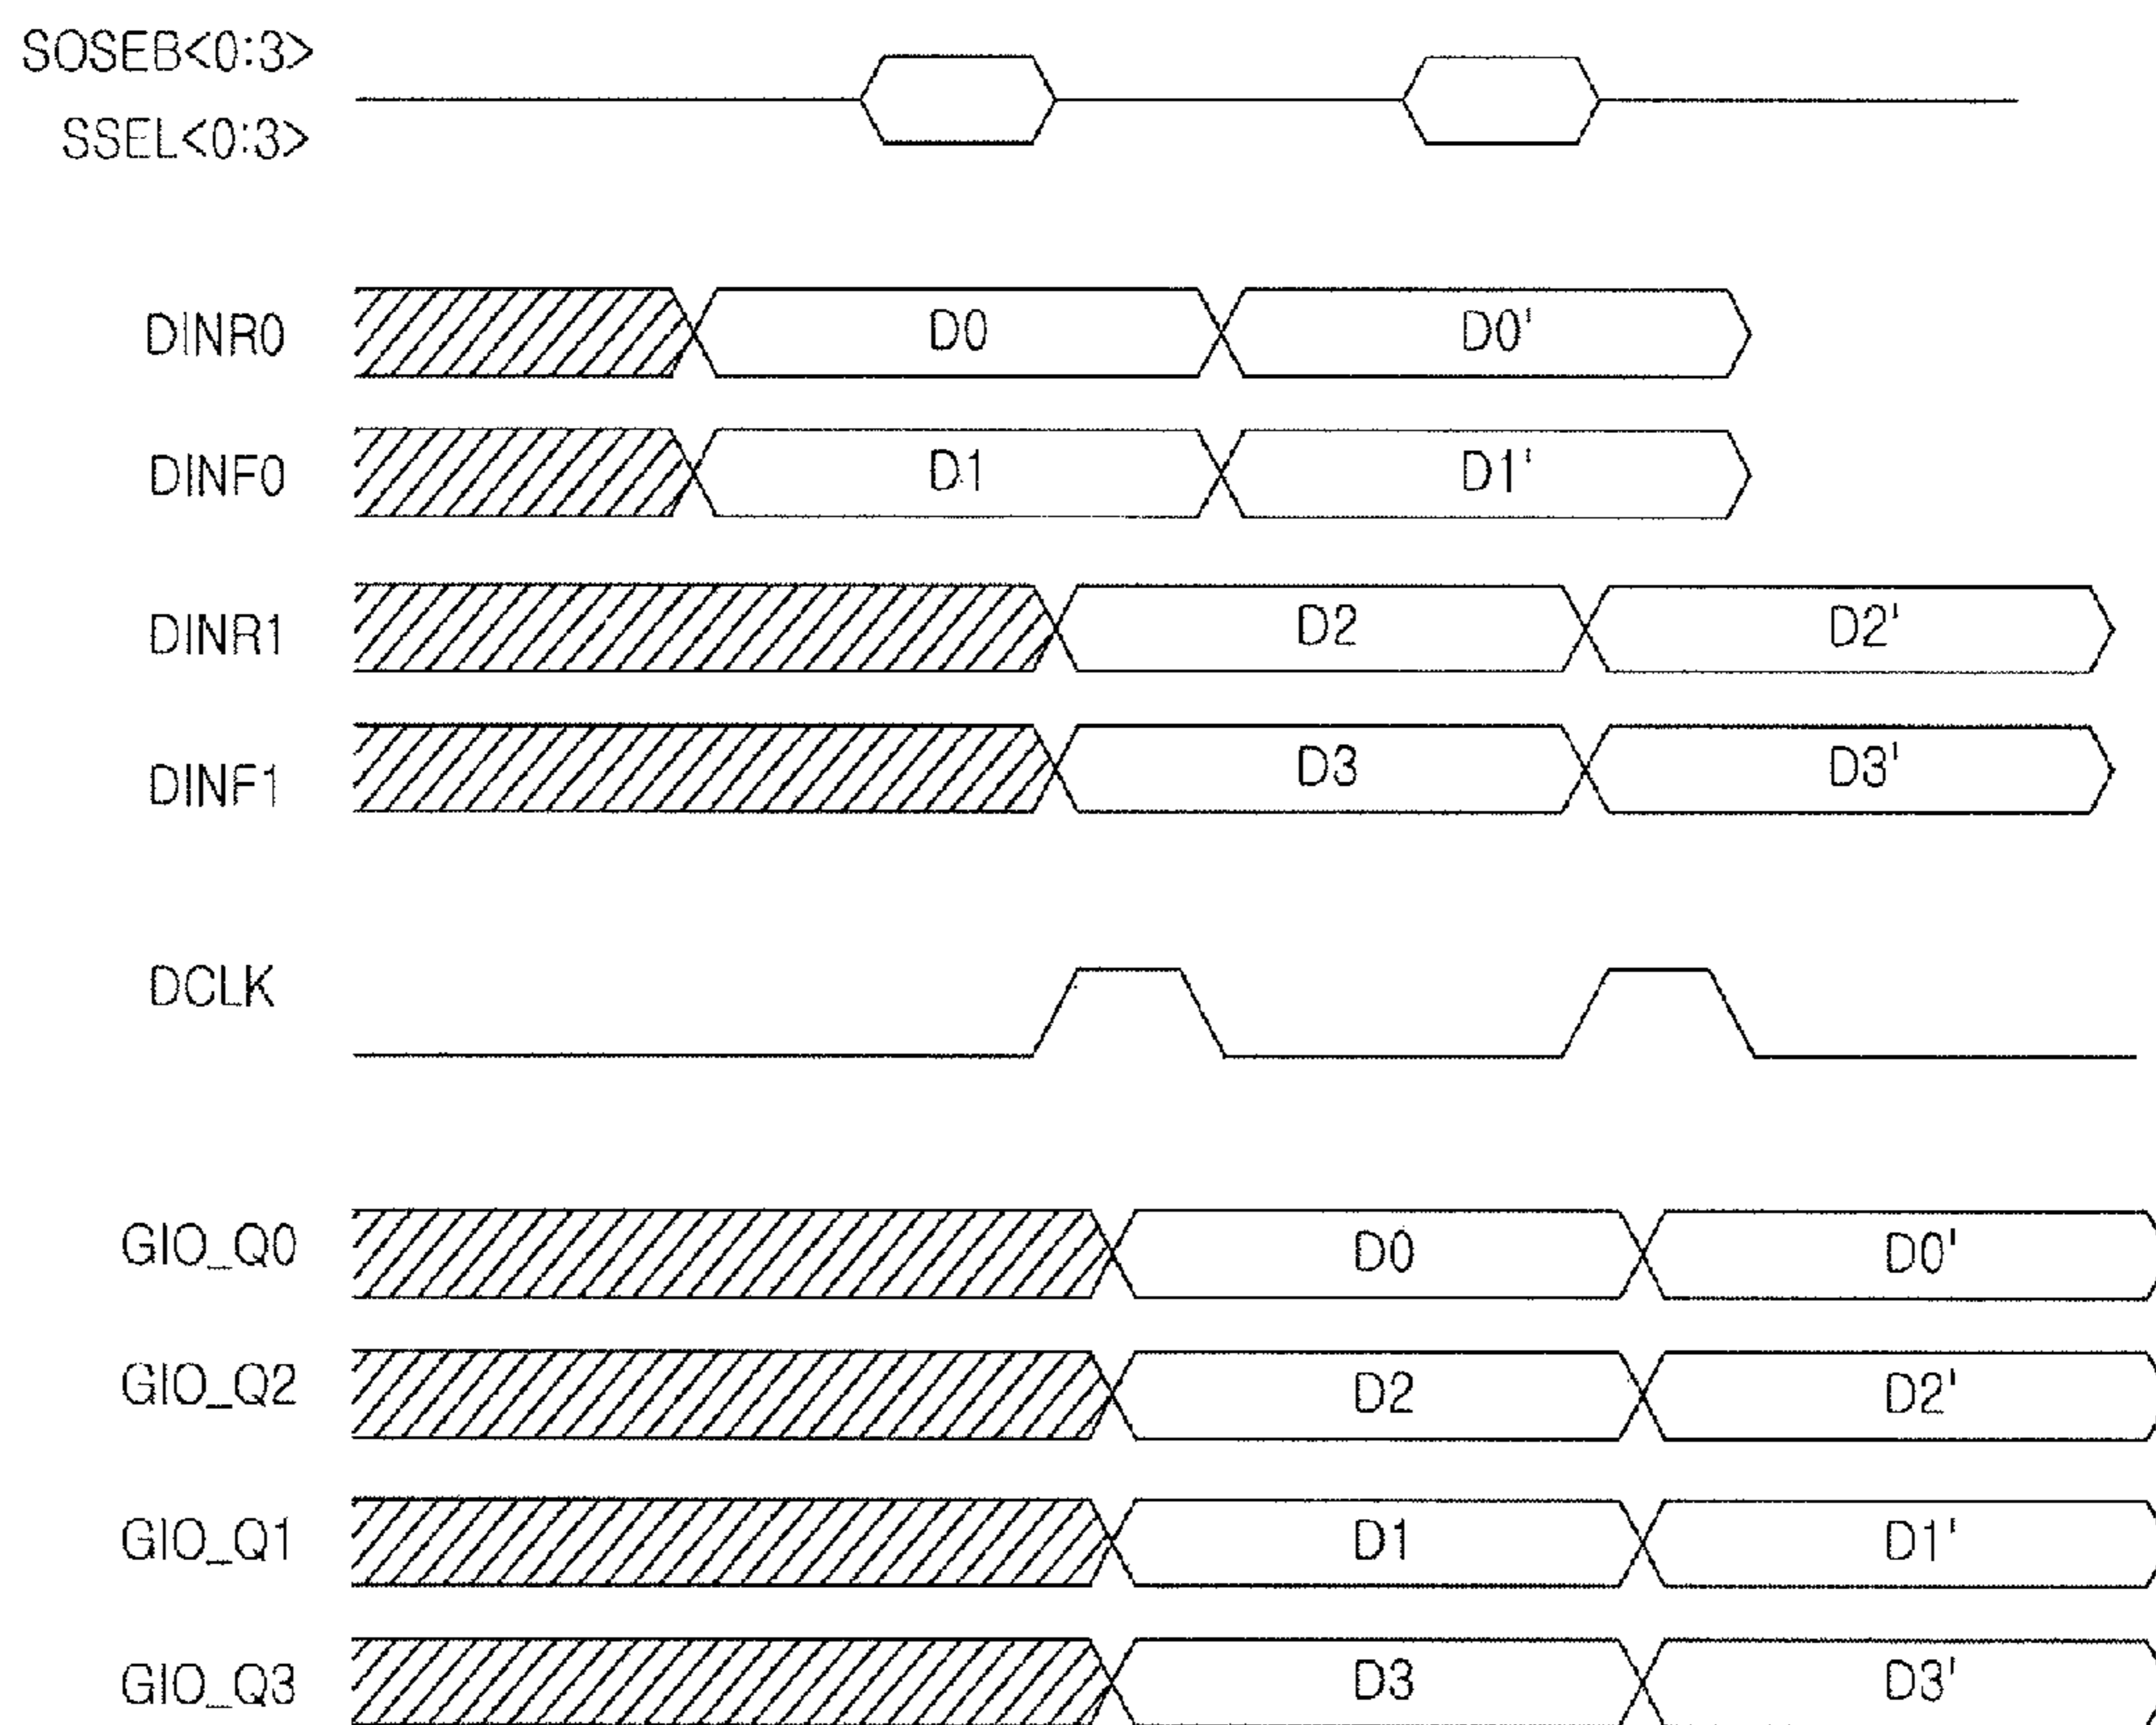 SOSEB<0:3>
SSEL<0:3>
DINR0 D0 D0'
DINF0 D1 D1'
DINR1 D2 D2'
DINF1 D3 D3'
DCLK
GIO_Q0 D0 D0'
GIO_Q2 D2 D2'
GIO_Q1 D1 D1'
GIO_Q3 D3 D3'